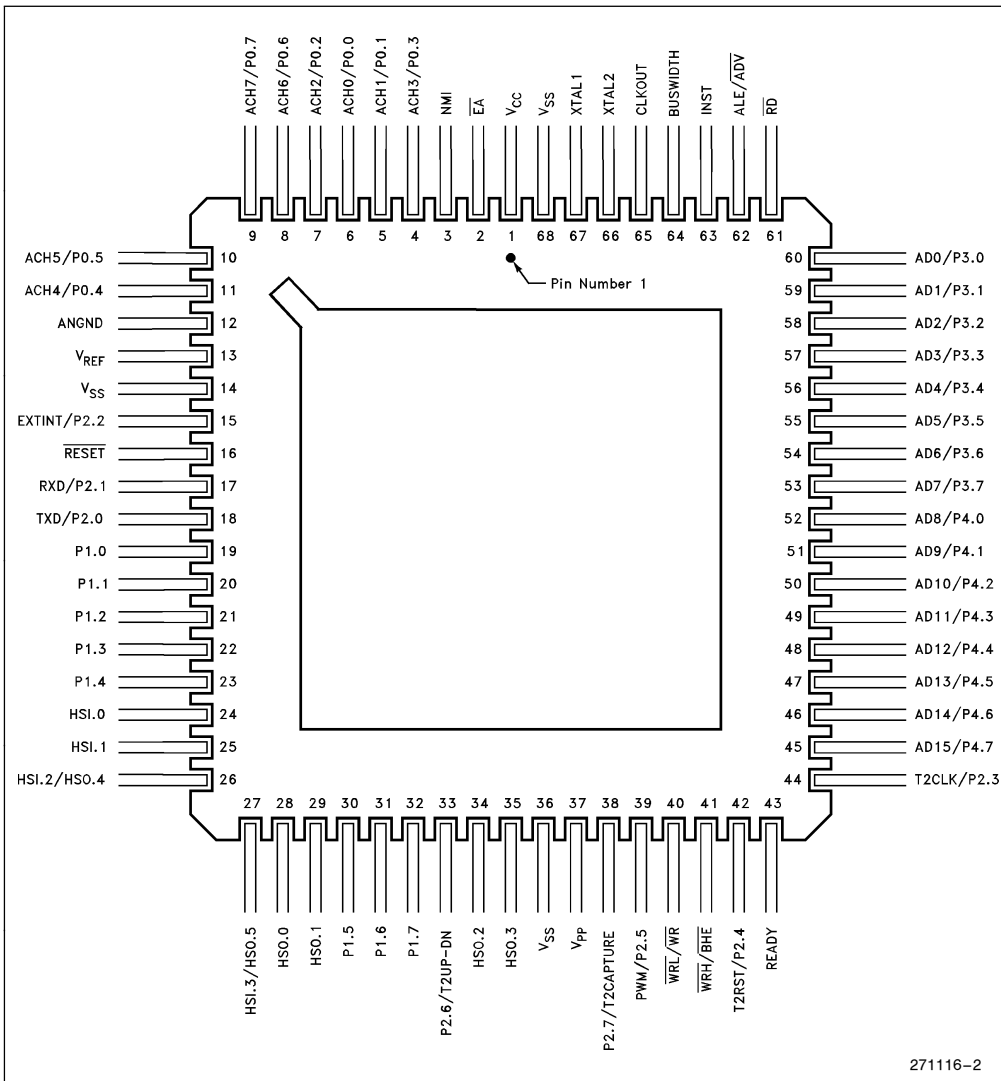 ACH7/P0.7
ACH6/P0.6
ACH2/P0.2
ACH0/P0.0
ACH1/P0.1
ACH3/P0.3
NMI
EA
VCC
VSS
XTAL1
XTAL2
CLKOUT
BUSWIDTH
INST
ALE/ADV
RD
9 8 7 6 5 4 3 2 1 68 67 66 65 64 63 62 61
Pin Number 1
ACH5/P0.5 10
ACH4/P0.4 11
ANGND 12
VREF 13
VSS 14
EXTINT/P2.2 15
RESET 16
RXD/P2.1 17
TXD/P2.0 18
P1.0 19
P1.1 20
P1.2 21
P1.3 22
P1.4 23
HSI.0 24
HSI.1 25
HSI.2/HSO.4 26
60 AD0/P3.0
59 AD1/P3.1
58 AD2/P3.2
57 AD3/P3.3
56 AD4/P3.4
55 AD5/P3.5
54 AD6/P3.6
53 AD7/P3.7
52 AD8/P4.0
51 AD9/P4.1
50 AD10/P4.2
49 AD11/P4.3
48 AD12/P4.4
47 AD13/P4.5
46 AD14/P4.6
45 AD15/P4.7
44 T2CLK/P2.3
27 28 29 30 31 32 33 34 35 36 37 38 39 40 41 42 43
HSI.3/HSO.5
HSO.0
HSO.1
P1.5
P1.6
P1.7
P2.6/T2UP-DN
HSO.2
HSO.3
VSS
VPP
P2.7/T2CAPTURE
PWM/P2.5
WRL/WR
WRH/BHE
T2RST/P2.4
READY
271116-2